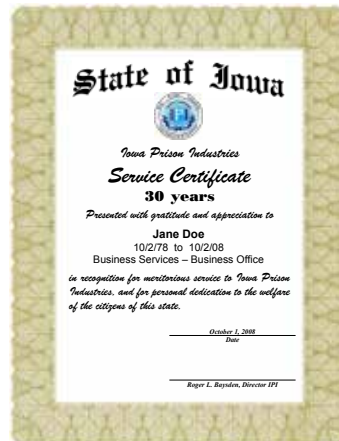 State of Iowa
Iowa Prison Industries
Service Certificate
30 years
Presented with gratitude and appreciation to
Jane Doe
10/2/78 to 10/2/08
Business Services – Business Office
in recognition for meritorious service to Iowa Prison
Industries, and for personal dedication to the welfare
of the citizens of this state.
October 1, 2008
Date
Roger L. Baysden, Director IPI